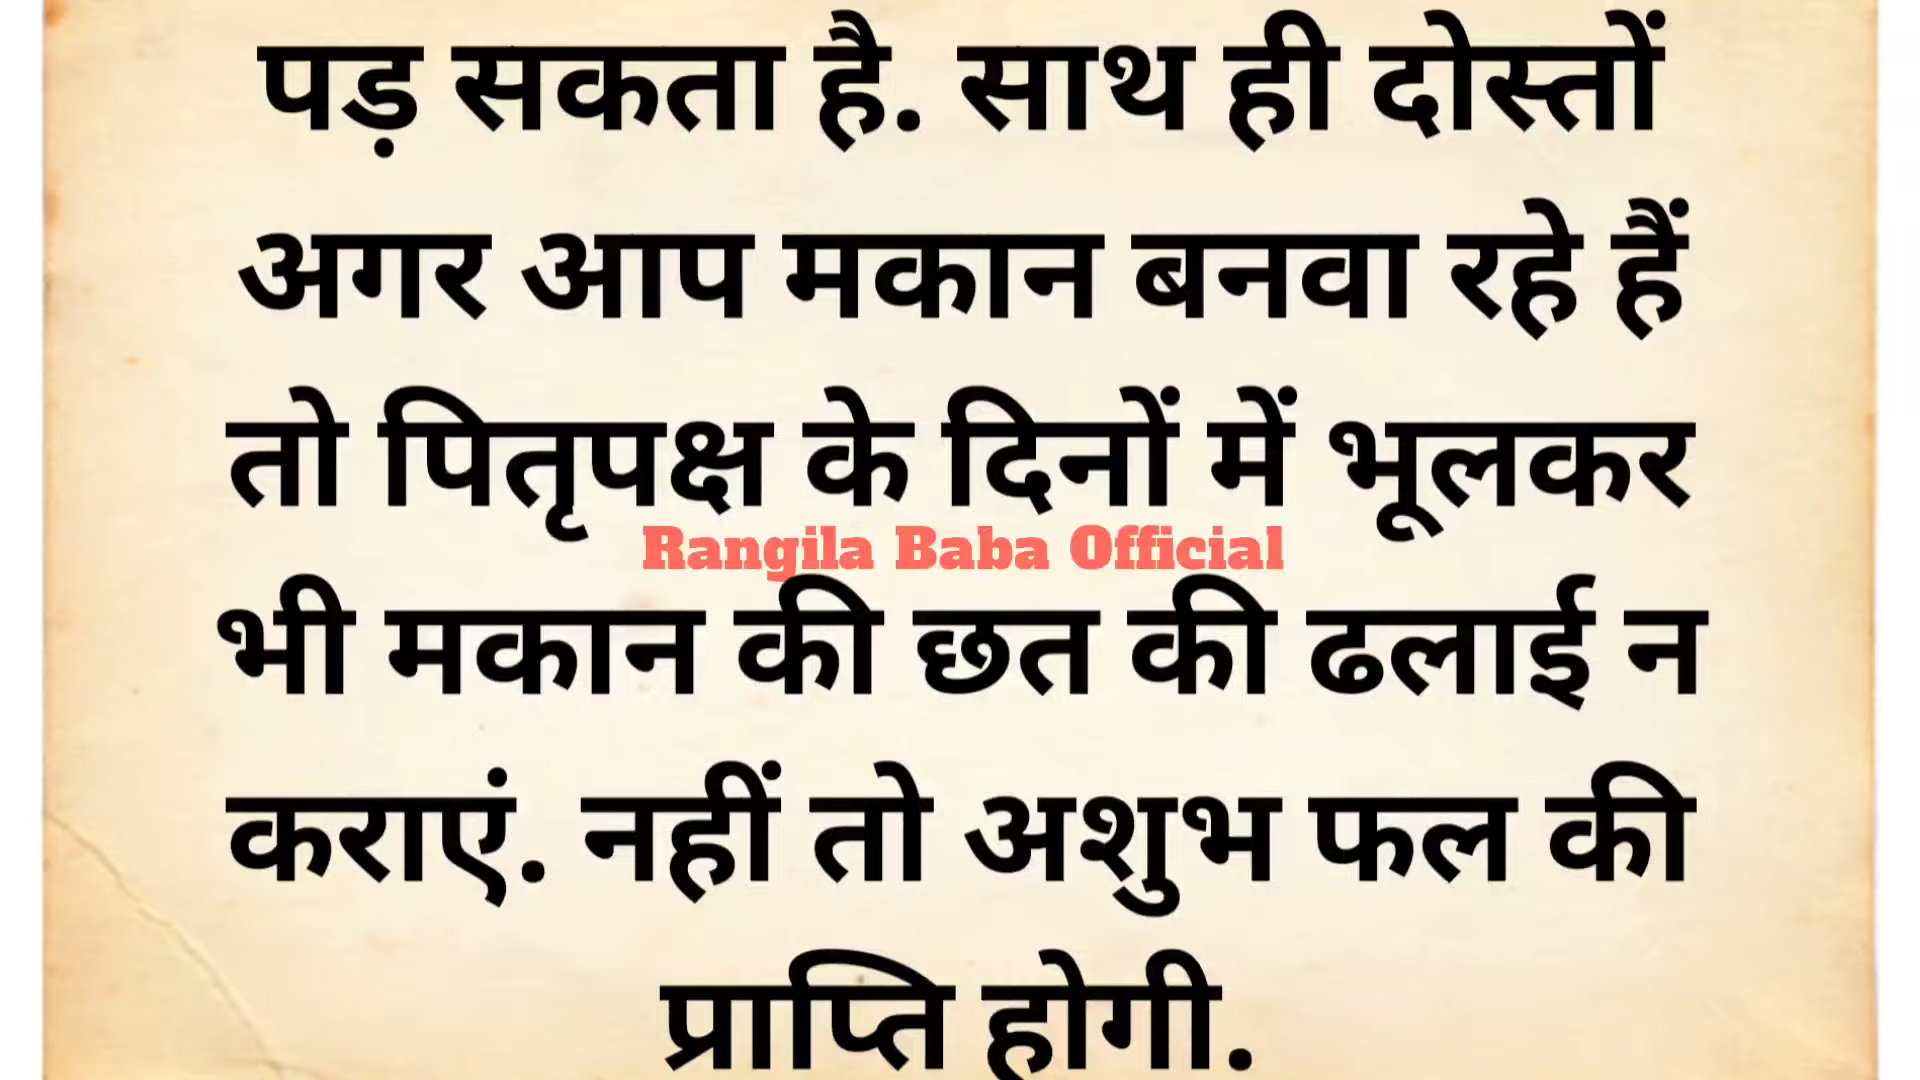 पड़ सकता है. साथ ही दोस्तों
अगर आप मकान बनवा रहे हैं
तो पितृपक्ष के दिनों में भूलकर
Rangila Baba Official
भी मकान की छत की ढलाई न
कराएं. नहीं तो अशुभ फल की
प्राप्ति होगी.